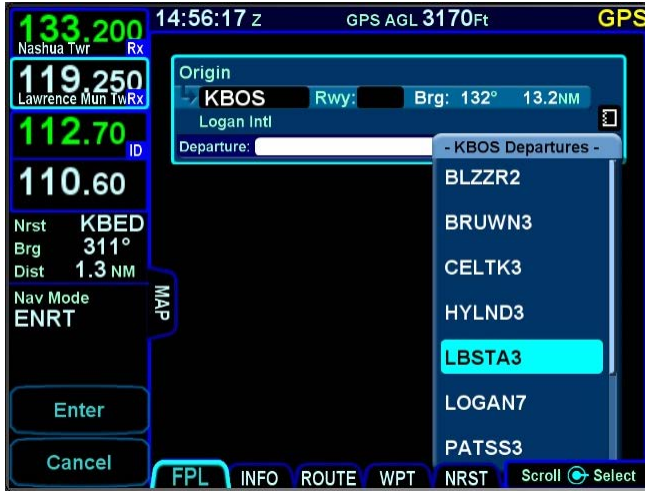 133.200
Nashua Twr Rx
119.250
Lawrence Mun TwRx
112.70
ID
110.60
Nrst KBED
Brg 311°
Dist 1.3 NM
Nav Mode
ENRT
Enter
Cancel
14:56:17 Z GPS AGL 3170Ft GPS
MAP
Origin
KBOS Rwy: Brg: 132° 13.2NM
Logan Intl
Departure:
- KBOS Departures -
BLZZR2
BRUWN3
CELTK3
HYLND3
LBSTA3
LOGAN7
PATSS3
FPL INFO ROUTE WPT NRST Scroll Select